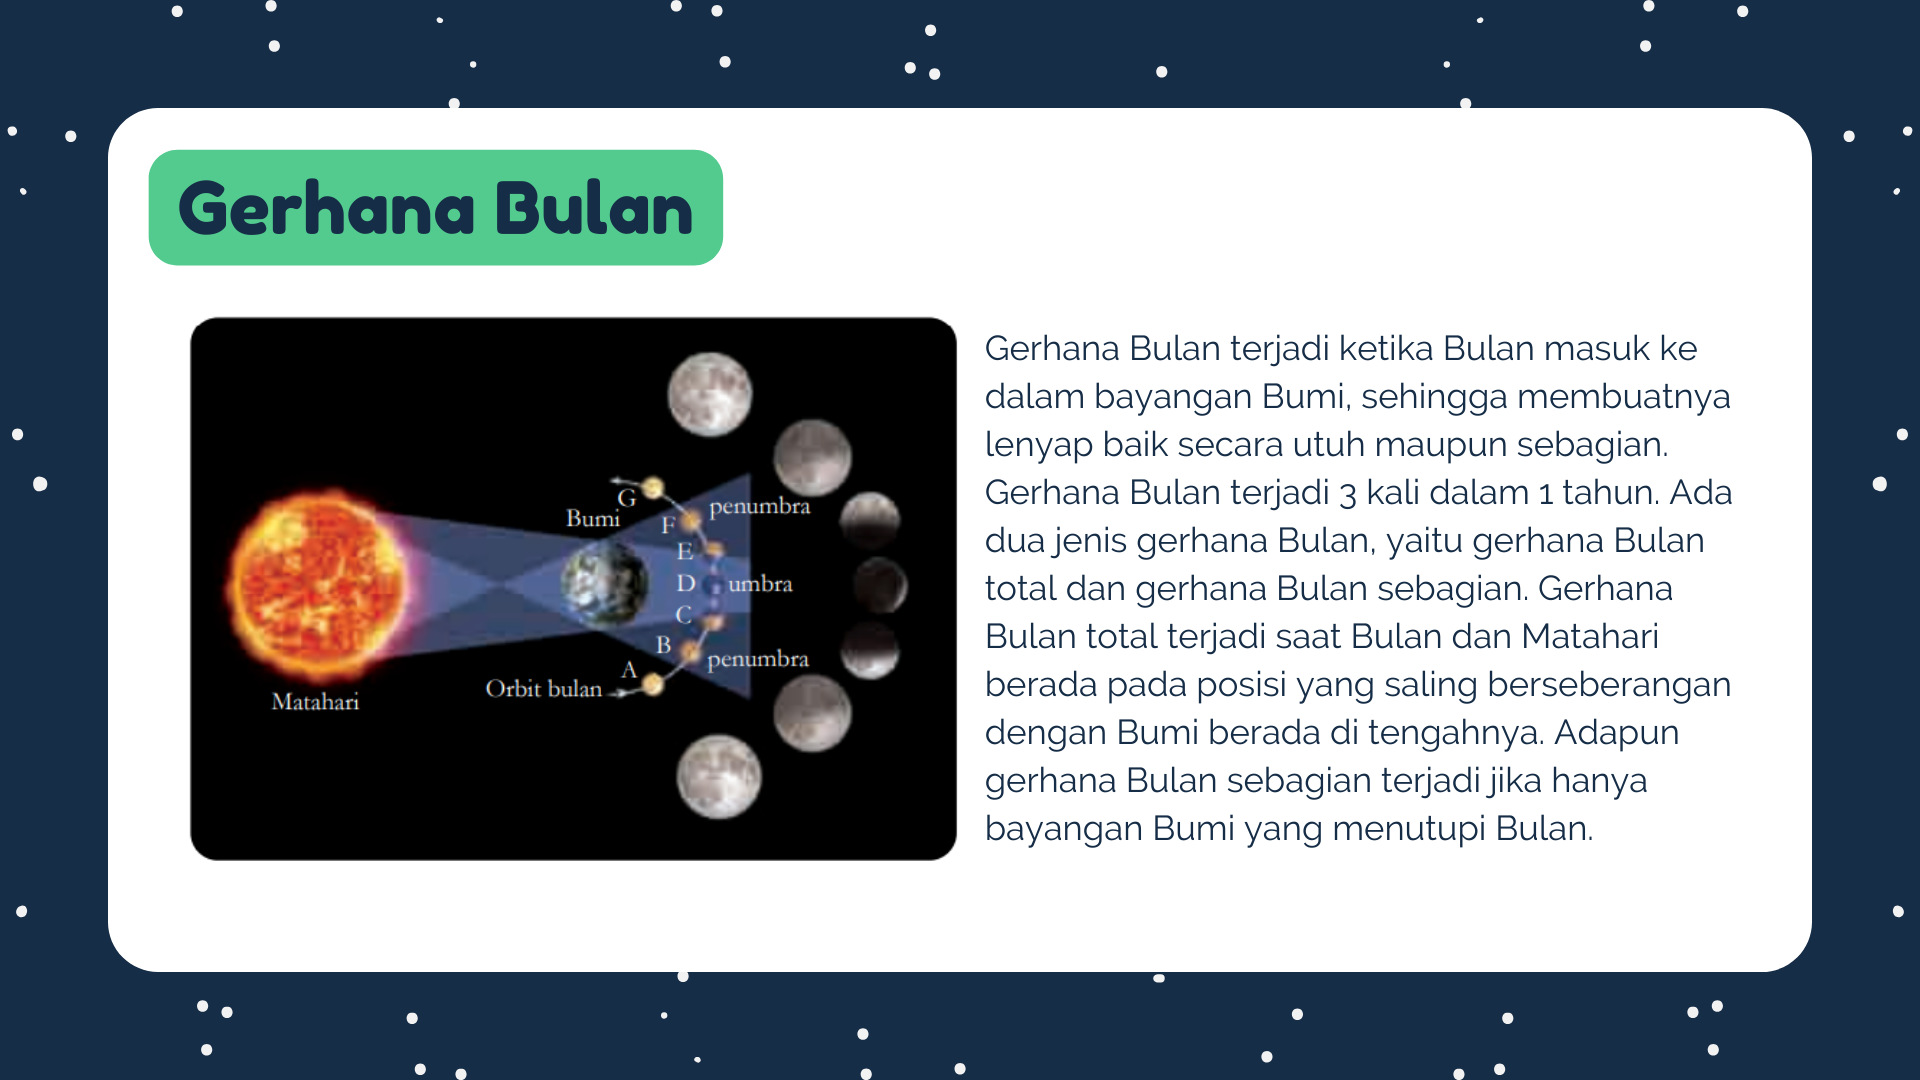 Gerhana Bulan
G
Bumi
penumbra
F
E
D
umbra
C
B
penumbra
A
Orbit bulan
Matahari
Gerhana Bulan terjadi ketika Bulan masuk ke
dalam bayangan Bumi, sehingga membuatnya
lenyap baik secara utuh maupun sebagian.
Gerhana Bulan terjadi 3 kali dalam 1 tahun. Ada
dua jenis gerhana Bulan, yaitu gerhana Bulan
total dan gerhana Bulan sebagian. Gerhana
Bulan total terjadi saat Bulan dan Matahari
berada pada posisi yang saling berseberangan
dengan Bumi berada di tengahnya. Adapun
gerhana Bulan sebagian terjadi jika hanya
bayangan Bumi yang menutupi Bulan.